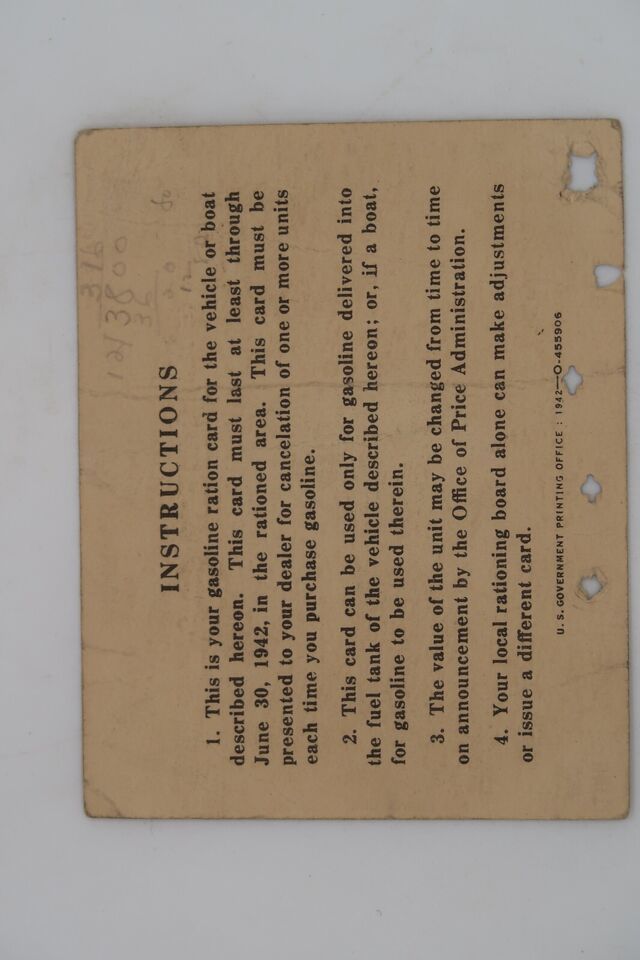 316
12/3800
36
INSTRUCTIONS
1. This is your gasoline ration card for the vehicle or boat
described hereon. This card must last at least through
June 30, 1942, in the rationed area. This card must be
presented to your dealer for cancelation of one or more units
each time you purchase gasoline.
2. This card can be used only for gasoline delivered into
the fuel tank of the vehicle described hereon; or, if a boat,
for gasoline to be used therein.
3. The value of the unit may be changed from time to time
on announcement by the Office of Price Administration.
4. Your local rationing board alone can make adjustments
or issue a different card.
U. S. GOVERNMENT PRINTING OFFICE : 1942—O-455906